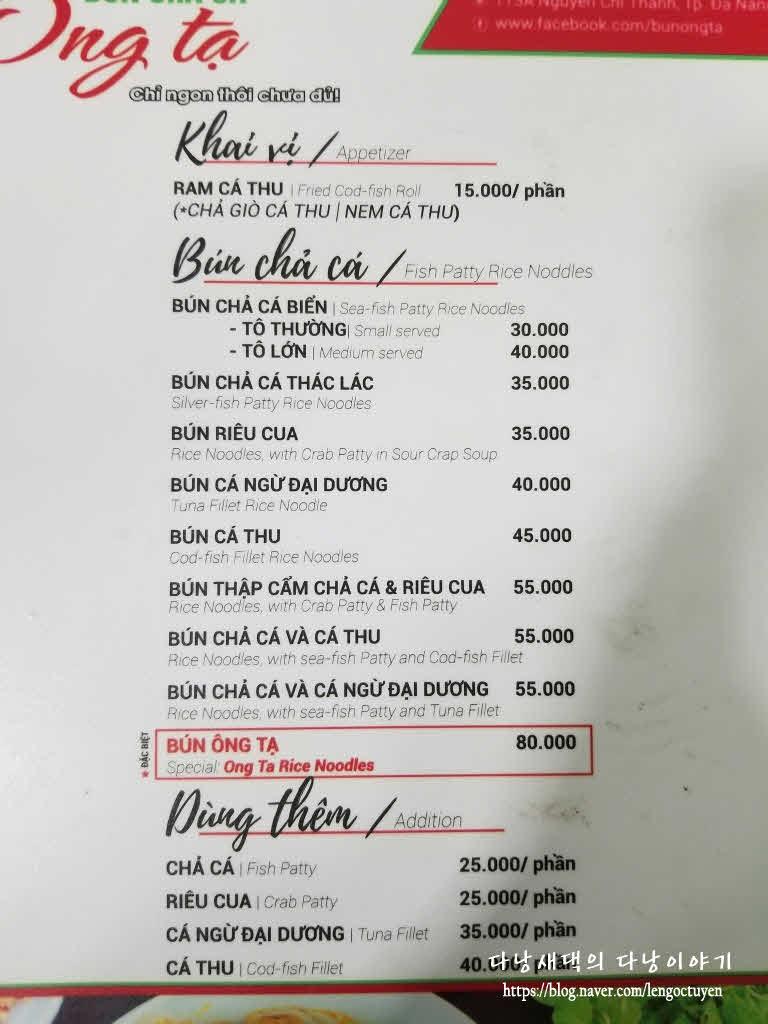 Ông tạ
113A Nguyễn Chí Thanh, Tp. Đà Nẵng
www.facebook.com/bunongta
Chỉ ngon thôi chưa đủ!
Khai vị / Appetizer
RAM CÁ THU | Fried Cod-fish Roll 15.000/ phần
(*CHẢ GIÒ CÁ THU | NEM CÁ THU)
Bún chả cá / Fish Patty Rice Noddles
BÚN CHẢ CÁ BIỂN | Sea-fish Patty Rice Noodles
- TÔ THƯỜNG| Small served 30.000
- TÔ LỚN | Medium served 40.000
BÚN CHẢ CÁ THÁC LÁC 35.000
Silver-fish Patty Rice Noodles
BÚN RIÊU CUA 35.000
Rice Noodles, with Crab Patty in Sour Crap Soup
BÚN CÁ NGỪ ĐẠI DƯƠNG 40.000
Tuna Fillet Rice Noodle
BÚN CÁ THU 45.000
Cod-fish Fillet Rice Noodles
BÚN THẬP CẨM CHẢ CÁ & RIÊU CUA 55.000
Rice Noodles, with Crab Patty & Fish Patty
BÚN CHẢ CÁ VÀ CÁ THU 55.000
Rice Noodles, with sea-fish Patty and Cod-fish Fillet
BÚN CHẢ CÁ VÀ CÁ NGỪ ĐẠI DƯƠNG 55.000
Rice Noodles, with sea-fish Patty and Tuna Fillet
★ ĐẶC BIỆT
BÚN ÔNG TẠ 80.000
Special: Ong Ta Rice Noodles
Dùng thêm / Addition
CHẢ CÁ | Fish Patty 25.000/ phần
RIÊU CUA | Crab Patty 25.000/ phần
CÁ NGỪ ĐẠI DƯƠNG | Tuna Fillet 35.000/ phần
CÁ THU | Cod-fish Fillet 40.000/ phần
다낭새댁의 다낭이야기
https://blog.naver.com/lengoctuyen